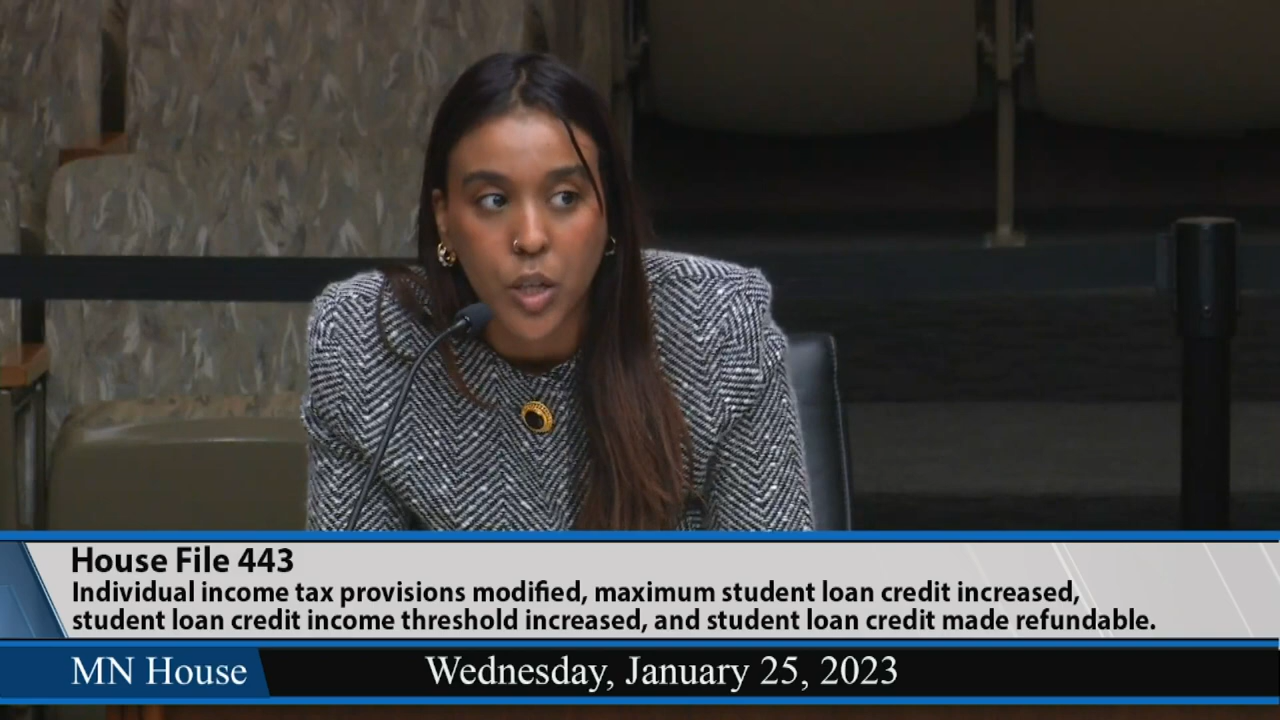 House File 443
Individual income tax provisions modified, maximum student loan credit increased,
student loan credit income threshold increased, and student loan credit made refundable.
MN House
Wednesday, January 25, 2023